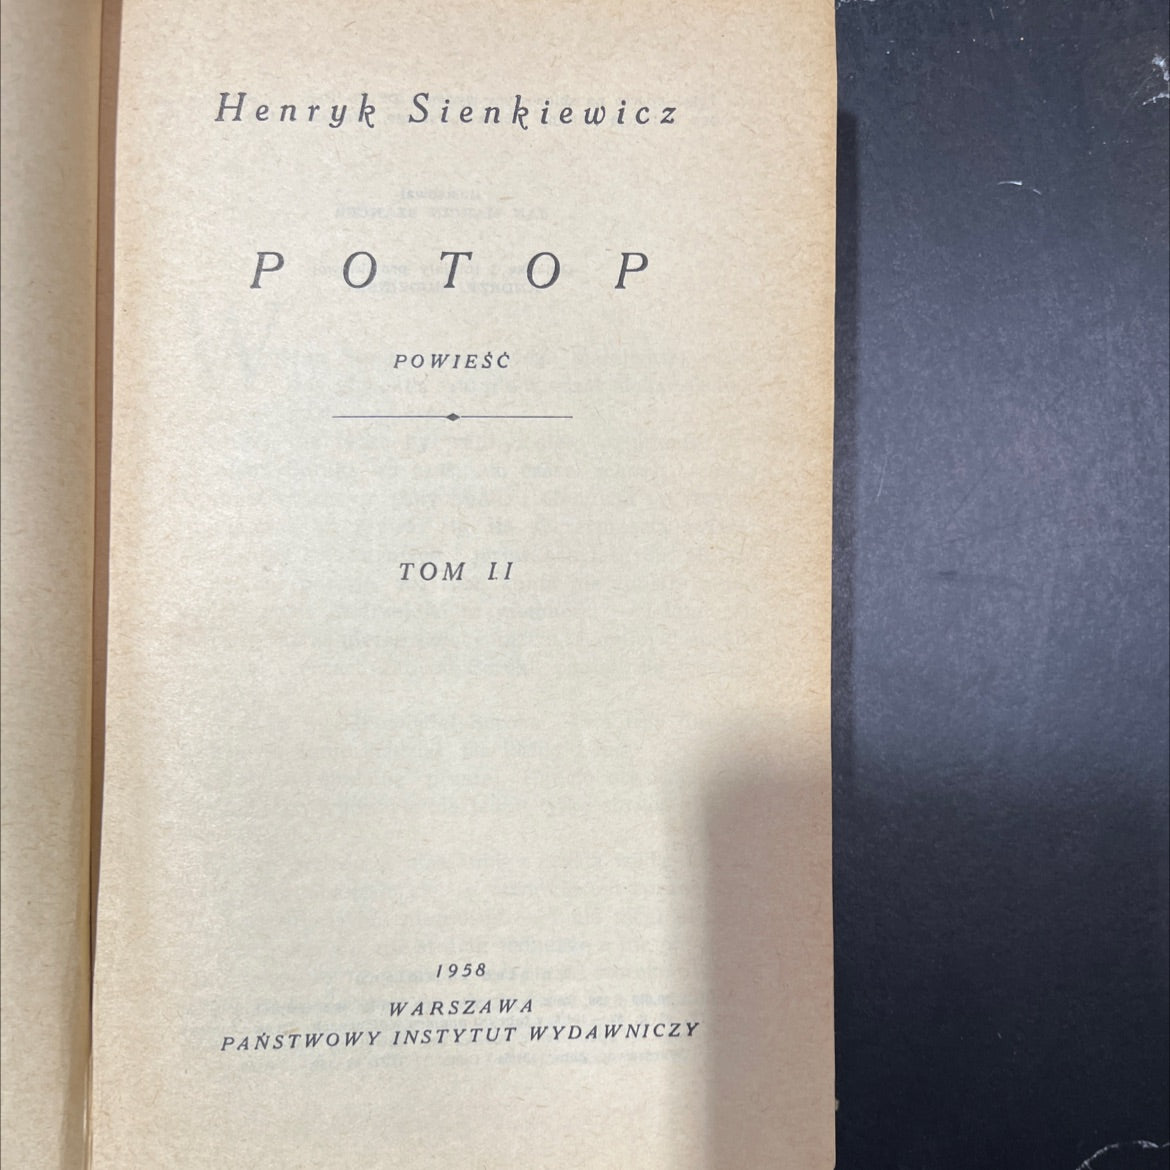 Henryk Sienkiewicz
POTOP
POWIEŚĆ
TOM II
1958
WARSZAWA
PAŃSTWOWY INSTYTUT WYDAWNICZY